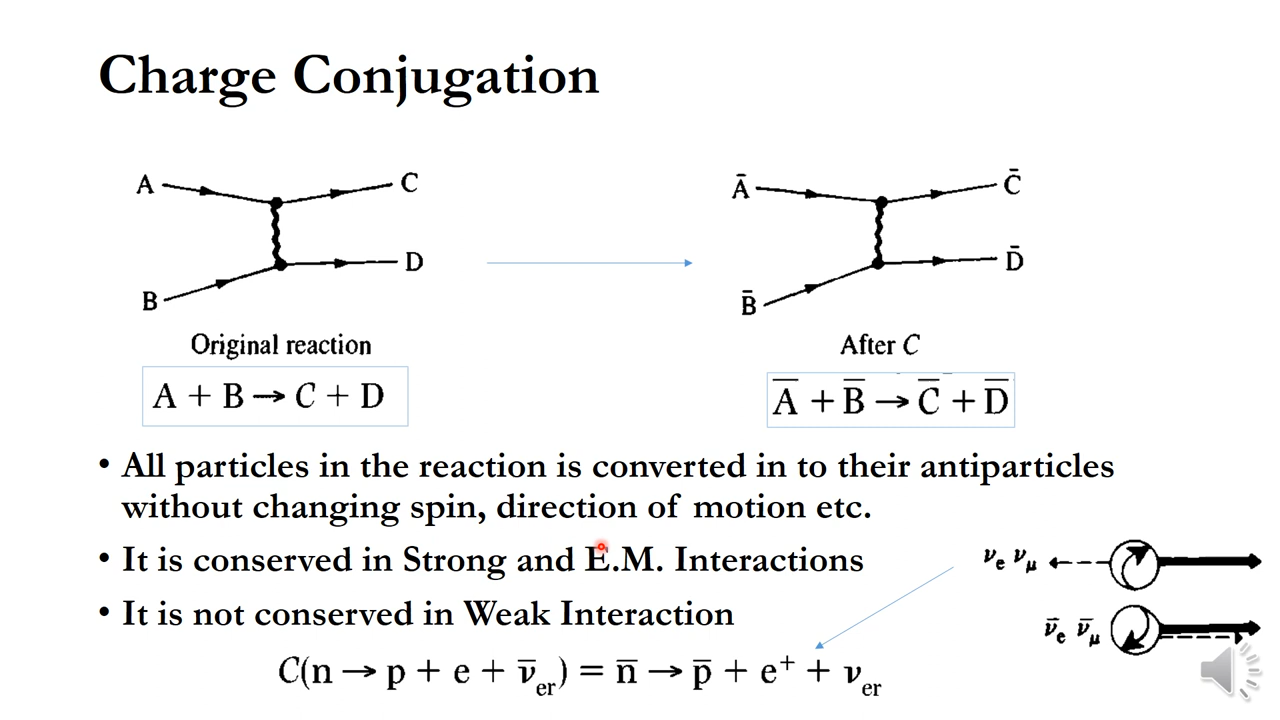 Charge Conjugation
A
C
D
B
Original reaction
A + B → C + D
Ā
C̄
D̄
B̄
After C
A̅ + B̅ → C̅ + D̅
• All particles in the reaction is converted in to their antiparticles
without changing spin, direction of motion etc.
• It is conserved in Strong and E.M. Interactions
• It is not conserved in Weak Interaction
νe νμ
ν̄e ν̄μ
C(n → p + e + ν̄er) = n̄ → p̄ + e⁺ + νer